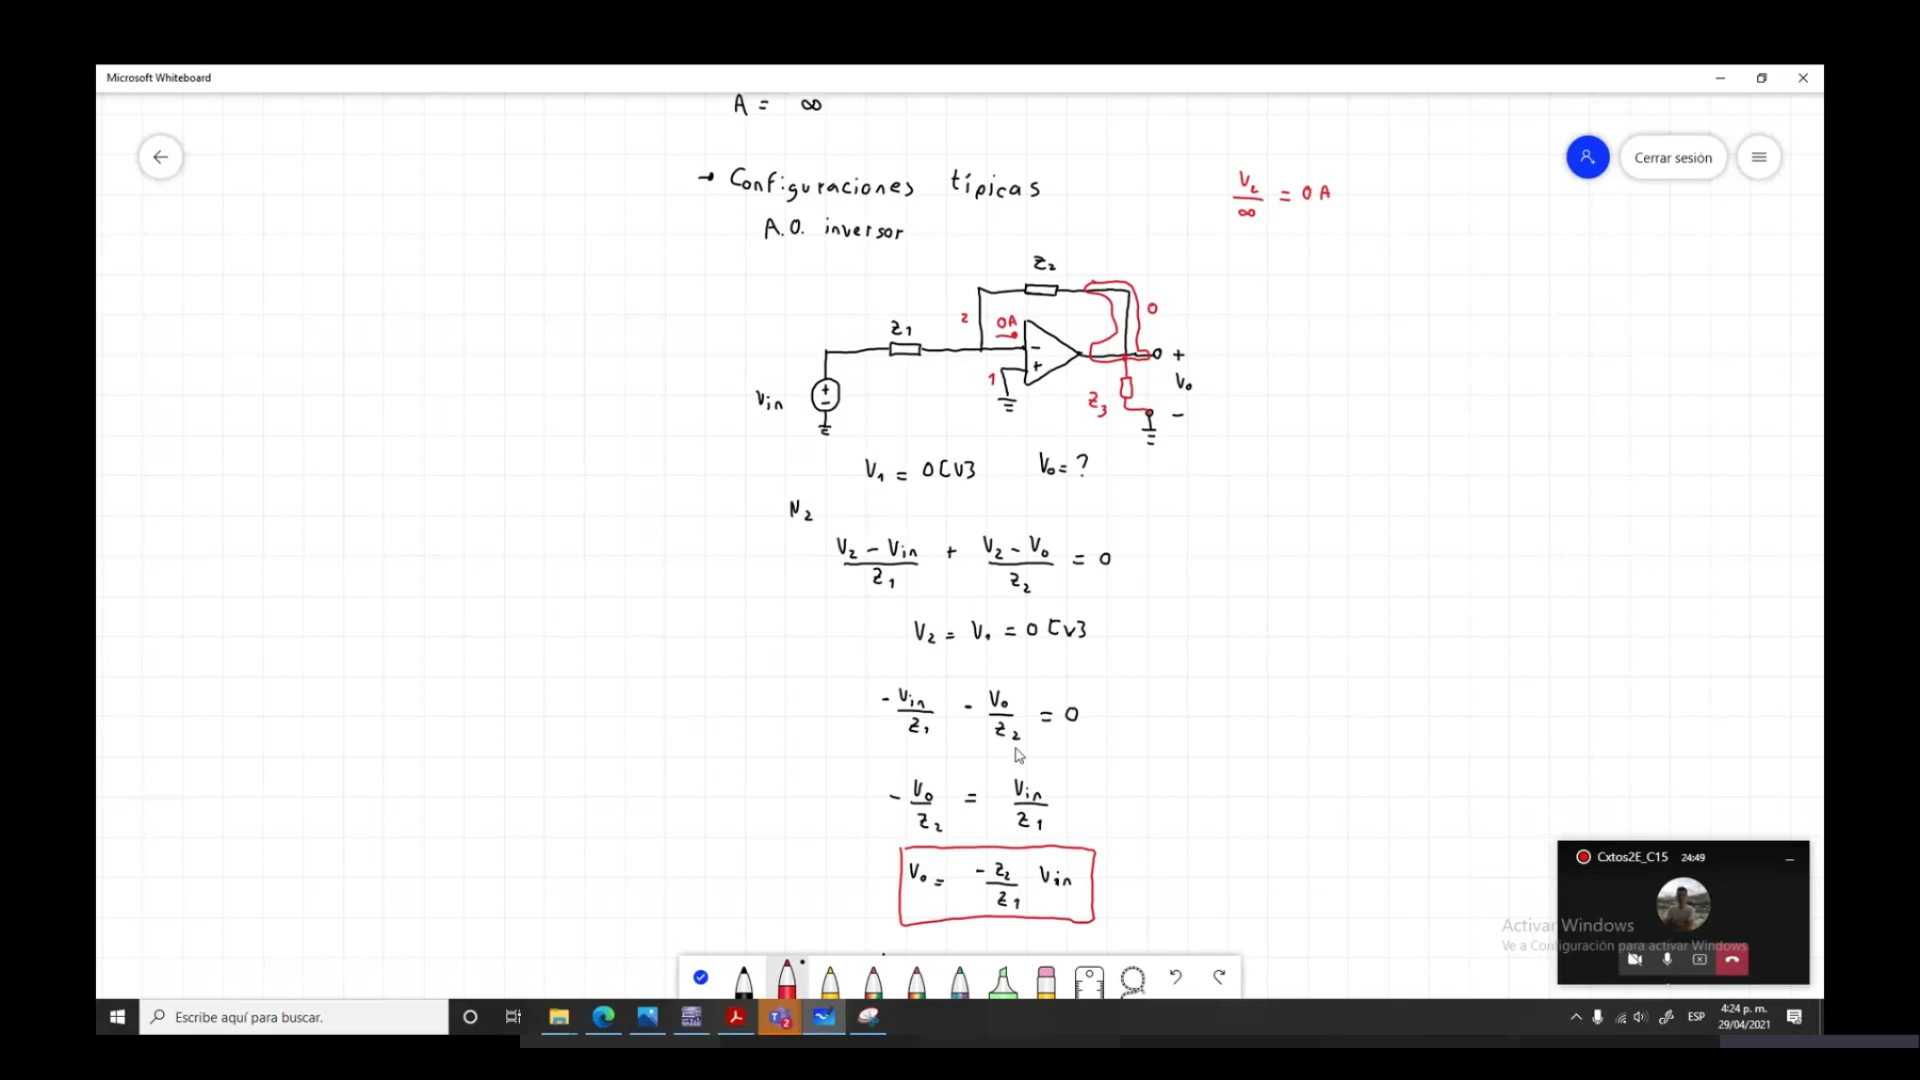 Microsoft Whiteboard
A = ∞
Cerrar sesión
→ Configuraciones típicas
V₂/∞ = 0 A
A.O. inversor
Z₂
0
2
0A
Z₁
−
+
+
1
V₀
Z₃
−
Vin
+
−
V₁ = 0[V] V₀ = ?
N₂
(V₂ − Vin)/Z₁ + (V₂ − V₀)/Z₂ = 0
V₂ = V₁ = 0 [V]
- Vin/Z₁ - V₀/Z₂ = 0
- V₀/Z₂ = Vin/Z₁
V₀ = -Z₂/Z₁ Vin
Cxtos2E_C15 24:49
Activar Windows
Ve a Configuración para activar Windows.
Escribe aquí para buscar.
ESP
4:24 p. m.
29/04/2021